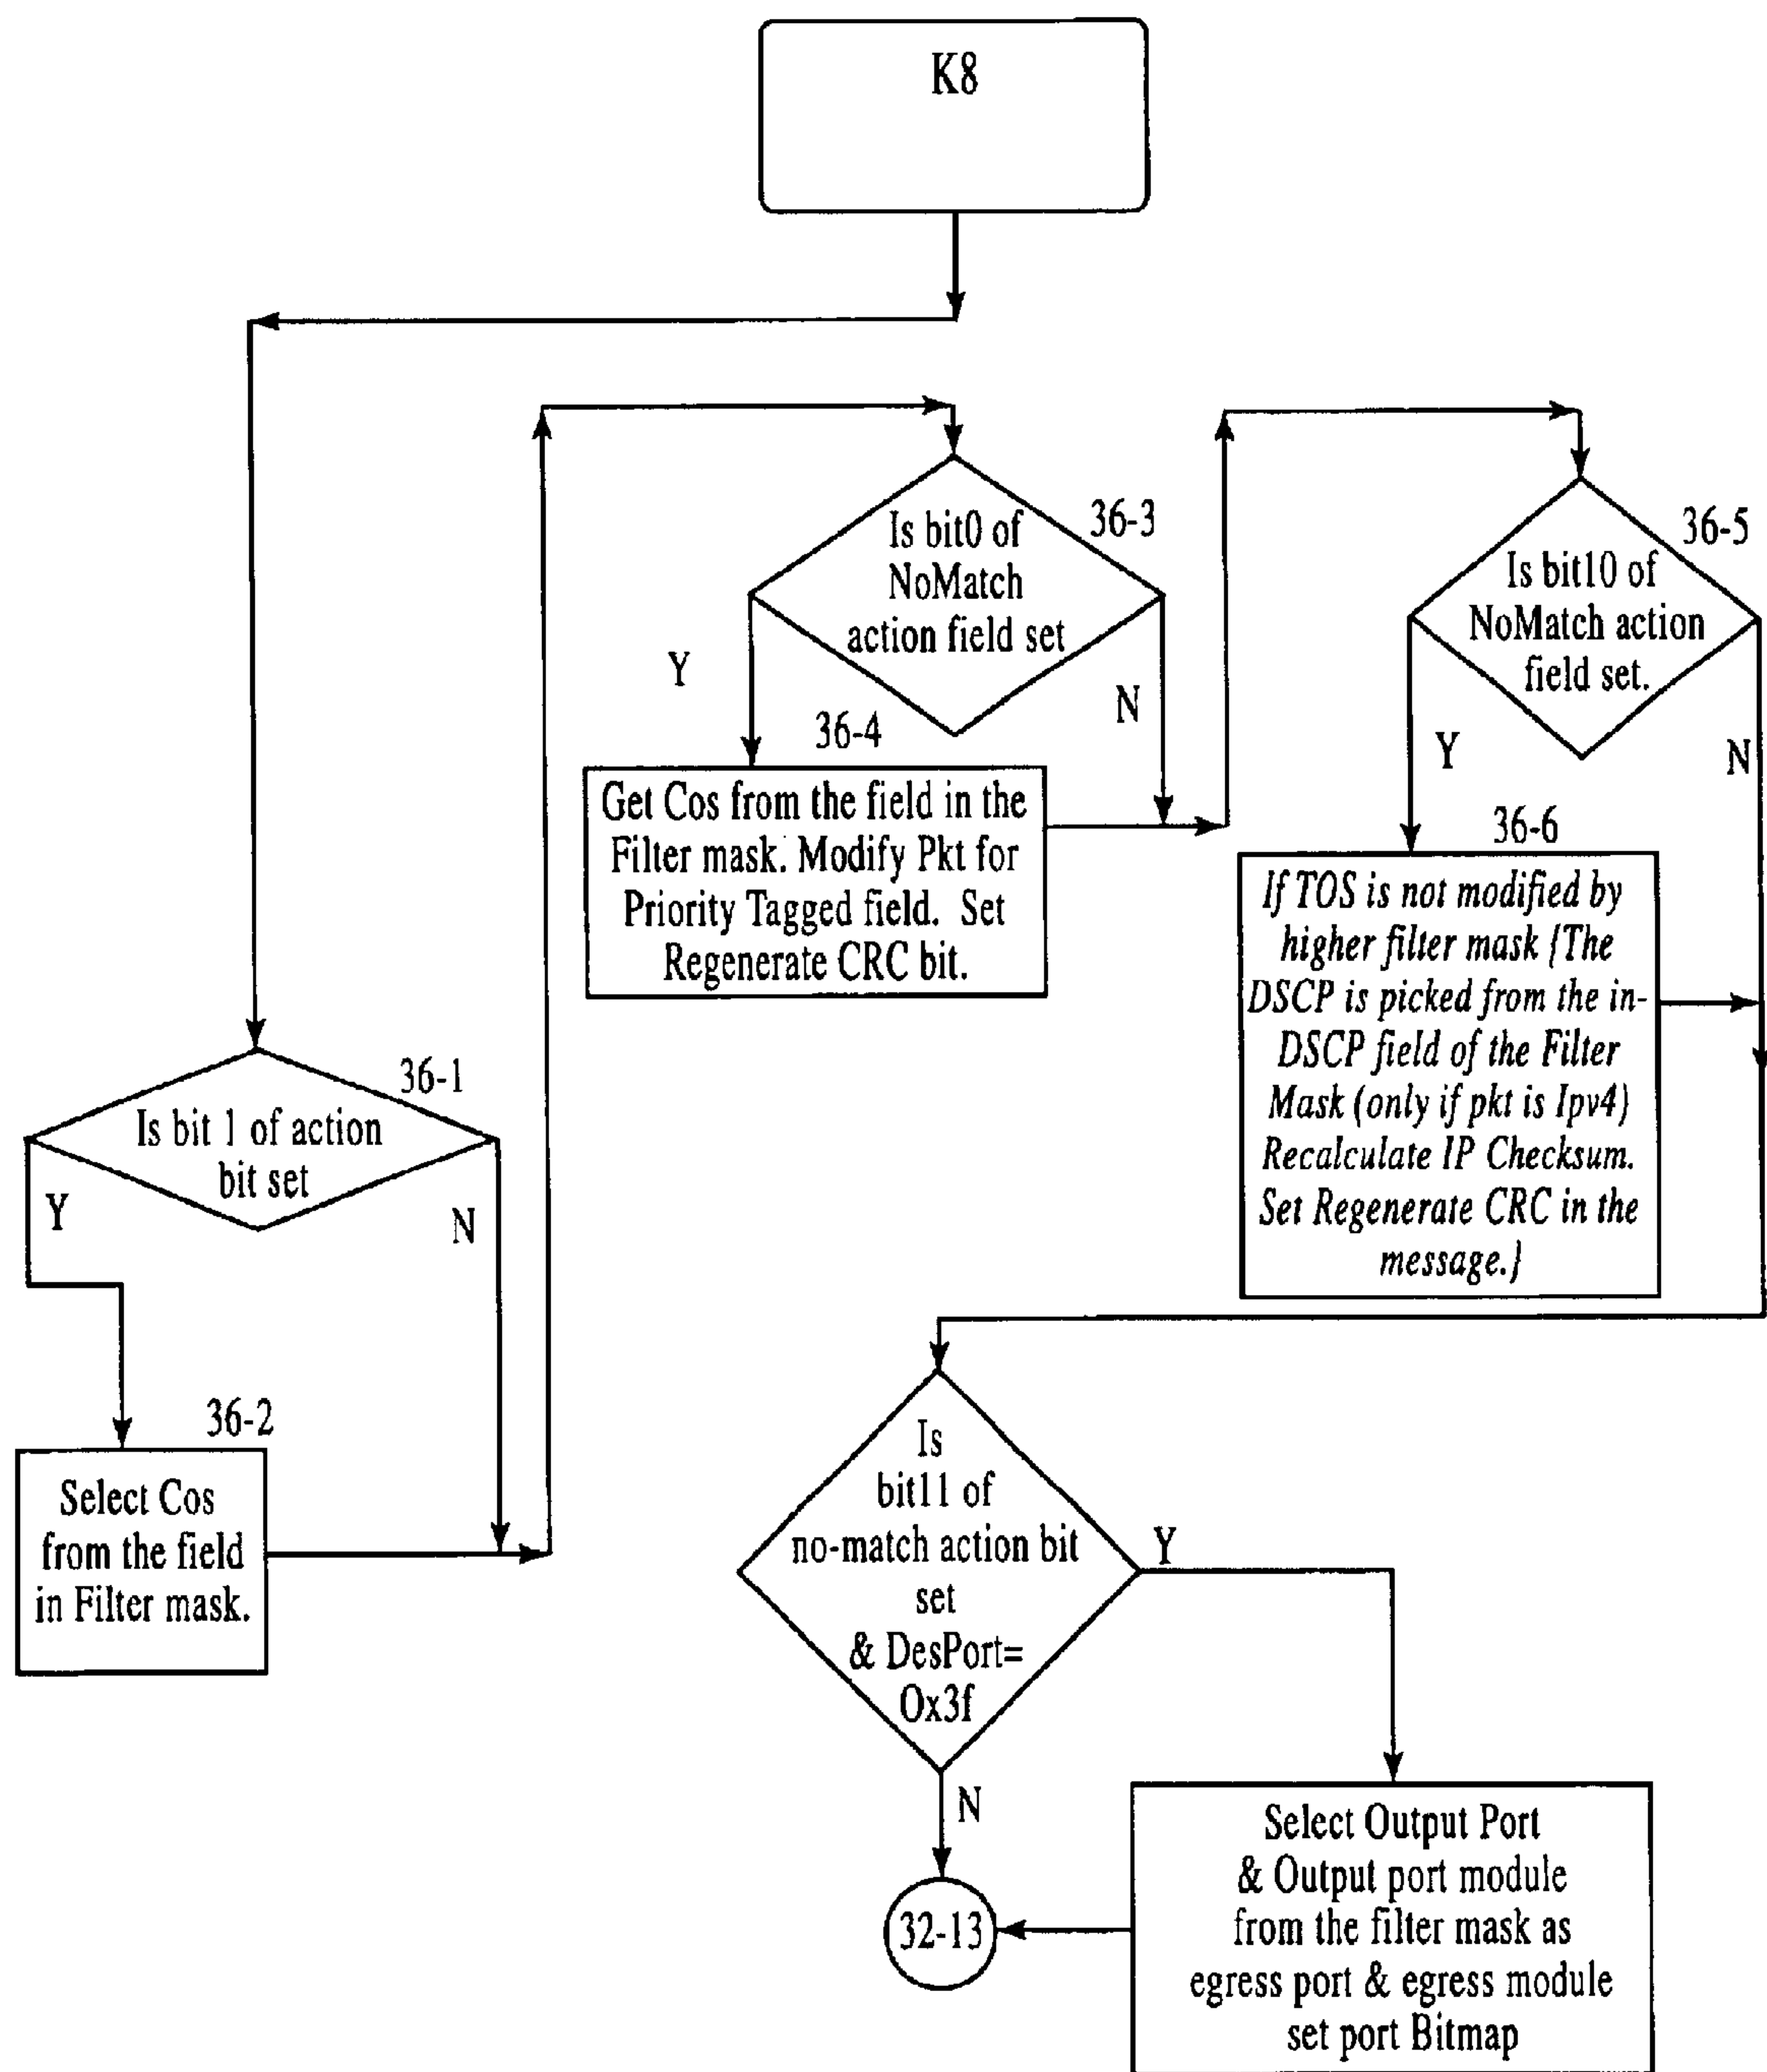 K8
36-1
Is bit 1 of action
bit set
Y
N
36-2
Select Cos
from the field
in Filter mask.
36-3
Is bit0 of
NoMatch
action field set
Y
N
36-4
Get Cos from the field in the
Filter mask. Modify Pkt for
Priority Tagged field. Set
Regenerate CRC bit.
36-5
Is bit10 of
NoMatch action
field set.
Y
N
36-6
If TOS is not modified by
higher filter mask [The
DSCP is picked from the in-
DSCP field of the Filter
Mask (only if pkt is Ipv4)
Recalculate IP Checksum.
Set Regenerate CRC in the
message.]
Is
bit11 of
no-match action bit
set
& DesPort=
0x3f
Y
N
Select Output Port
& Output port module
from the filter mask as
egress port & egress module
set port Bitmap
32-13